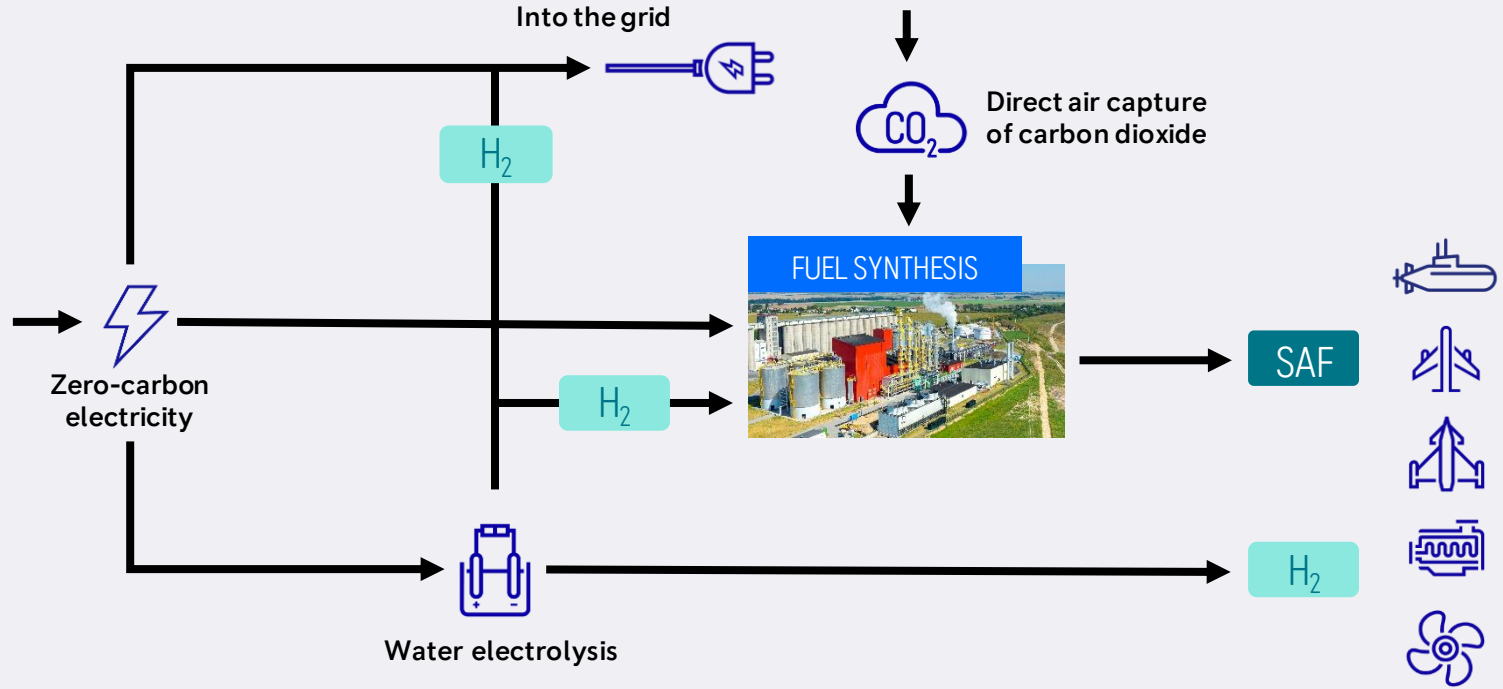 Into the grid
CO₂
Direct air capture
of carbon dioxide
H₂
FUEL SYNTHESIS
Zero-carbon
electricity
H₂
SAF
+ −
Water electrolysis
H₂